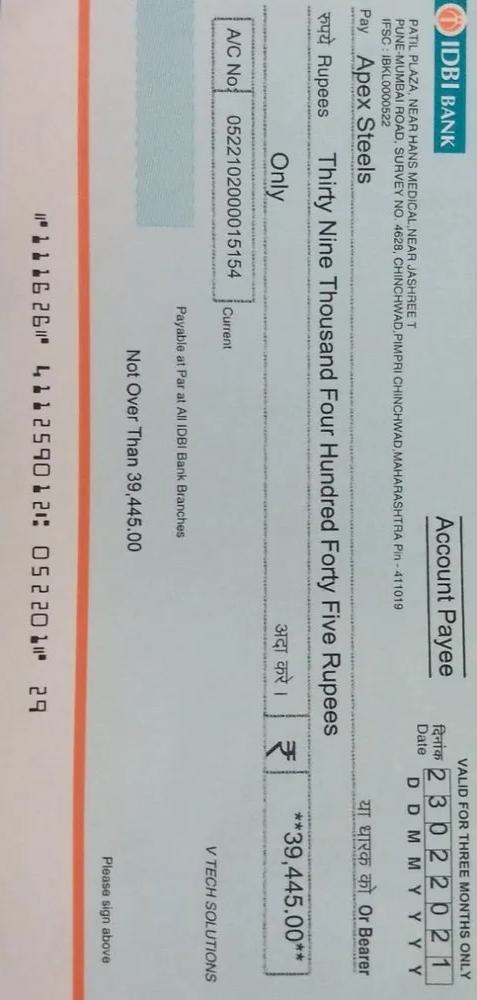 IDBI BANK
PATIL PLAZA, NEAR HANS MEDICAL,NEAR JASHREE T
PUNE-MUMBAI ROAD, SURVEY NO. 4628, CHINCHWAD,PIMPRI CHINCHWAD,MAHARASHTRA Pin - 411019
IFSC : IBKL0000522
Account Payee
VALID FOR THREE MONTHS ONLY
दिनांक
Date 2 3 0 2 2 0 2 1
D D M M Y Y Y Y
Pay Apex Steels या धारक को Or Bearer
रुपये Rupees Thirty Nine Thousand Four Hundred Forty Five Rupees
Only अदा करे । ₹ **39,445.00**
A/C No. 0522102000015154 Current
V TECH SOLUTIONS
Payable at Par at All IDBI Bank Branches
Not Over Than 39,445.00
Please sign above
⑈111626⑈ 411259012⑆ 052201⑈ 29